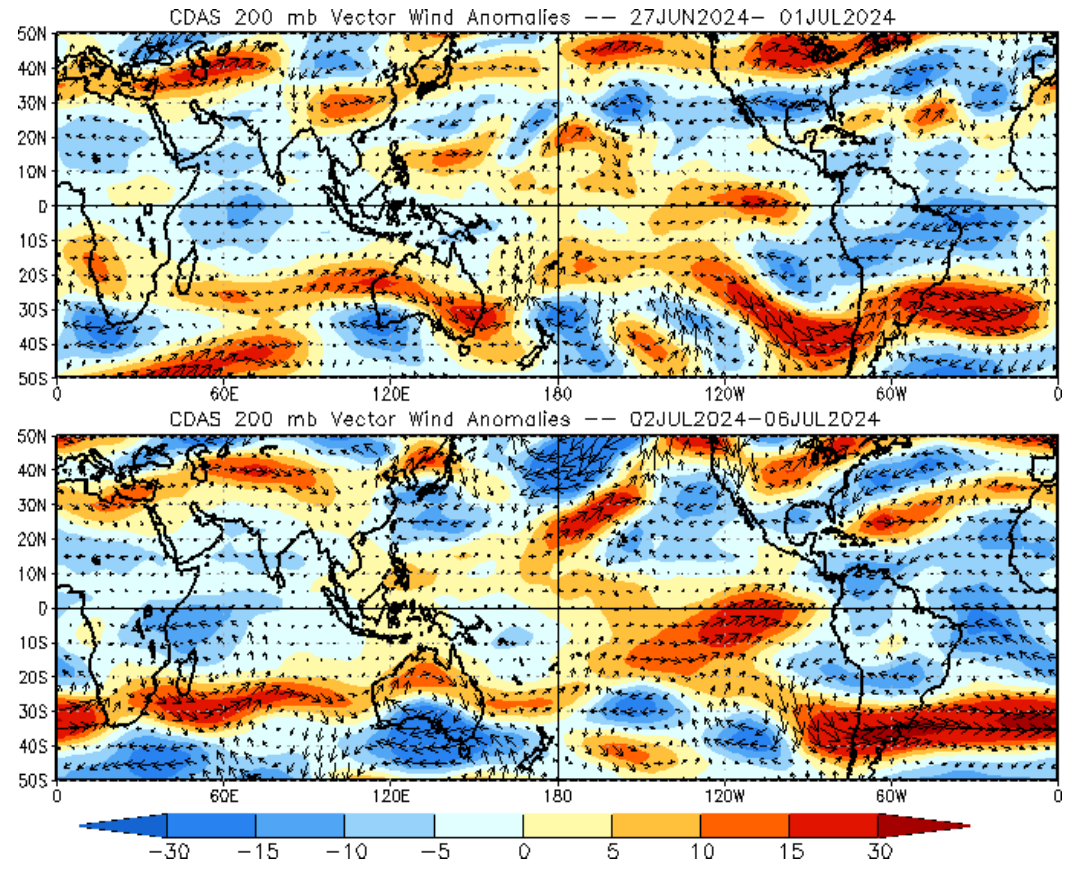 CDAS 200 mb Vector Wind Anomalies -- 27JUN2024- 01JUL2024
50N
40N
30N
20N
10N
0
10S
20S
30S
40S
50S
0 60E 120E 180 120W 60W 0
CDAS 200 mb Vector Wind Anomalies -- 02JUL2024-06JUL2024
50N
40N
30N
20N
10N
0
10S
20S
30S
40S
50S
0 60E 120E 180 120W 60W 0
-30 -15 -10 -5 0 5 10 15 30